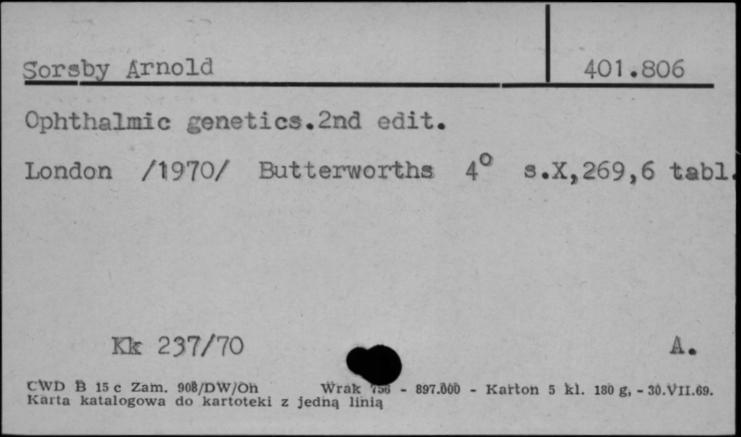 Sorsby Arnold 401.806
Ophthalmic genetics.2nd edit.
London /1970/ Butterworths 4° s.X,269,6 tabl.
Kk 237/70 A.
CWD B 15 c Zam. 908/DW/Oh Wrak - 897.000 - Karton 5 kl. 180 g, - 30.VII.69.
Karta katalogowa do kartoteki z jedną linią